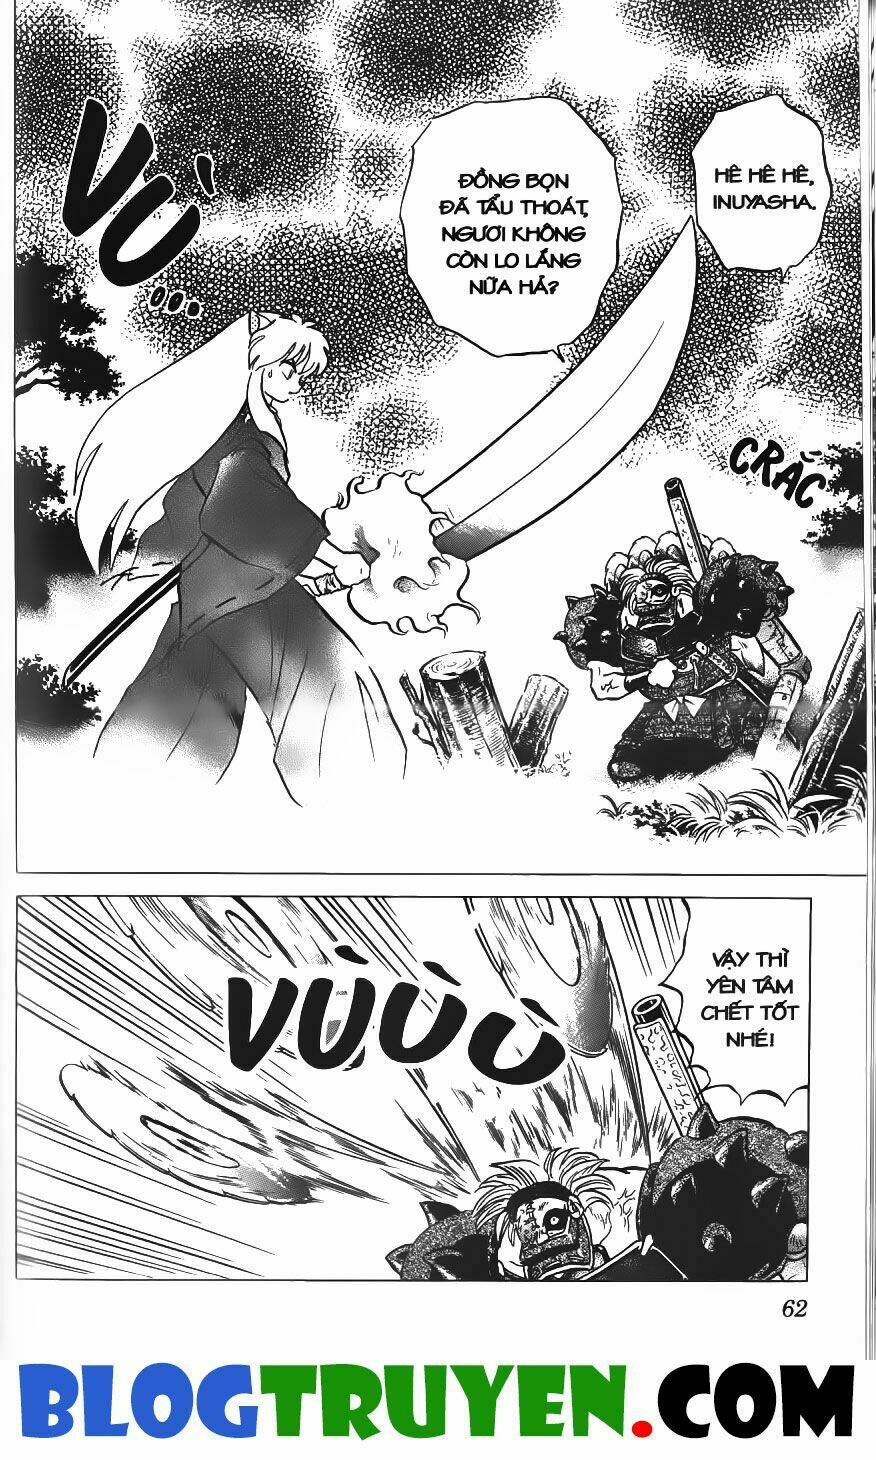 HÊ HÊ HÊ,
INUYASHA.
ĐỒNG BỌN
ĐÃ TẨU THOÁT,
NGƯƠI KHÔNG
CÒN LO LẮNG
NỮA HẢ?
VÙ...
CRẮC
VẬY THÌ
YÊN TÂM
CHẾT TỐT
NHÉ!
VÙÙÙ
62
BLOGTRUYEN.COM